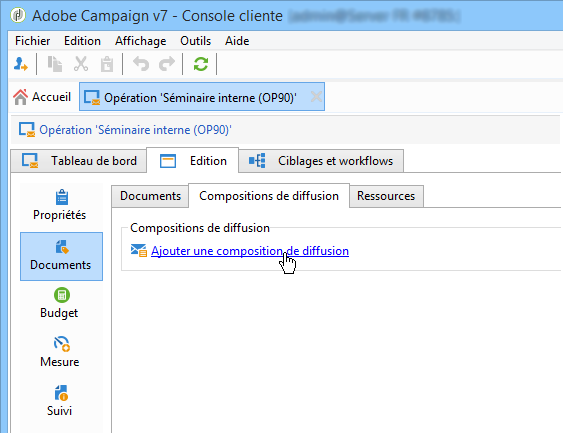 Adobe Campaign v7 - Console cliente
Fichier Edition Affichage Outils Aide
Accueil Opération 'Séminaire interne (OP90)'
Opération 'Séminaire interne (OP90)'
Tableau de bord Edition Ciblages et workflows
Documents Compositions de diffusion Ressources
Propriétés
Documents
Budget
Mesure
Suivi
Compositions de diffusion
Ajouter une composition de diffusion